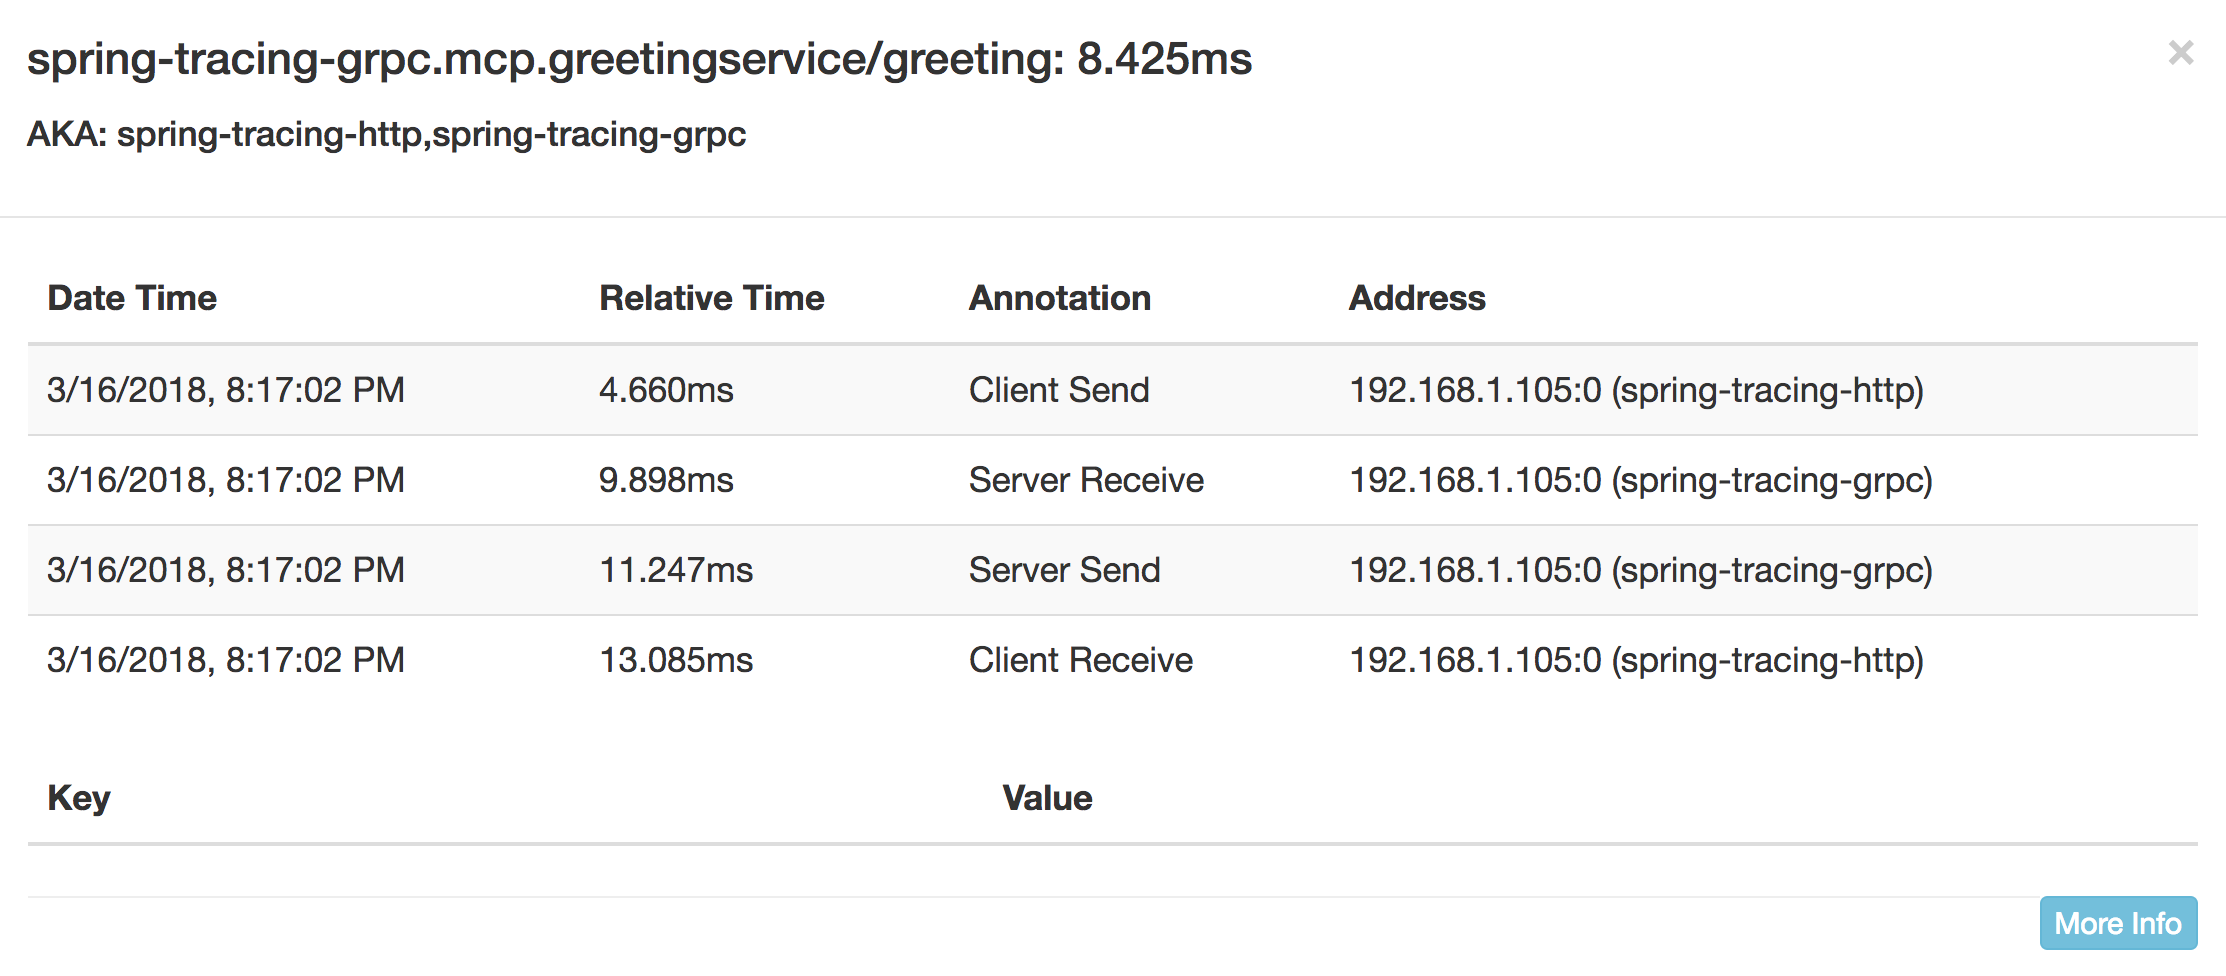 spring-tracing-grpc.mcp.greetingservice/greeting: 8.425ms ×
AKA: spring-tracing-http,spring-tracing-grpc
Date Time Relative Time Annotation Address
3/16/2018, 8:17:02 PM 4.660ms Client Send 192.168.1.105:0 (spring-tracing-http)
3/16/2018, 8:17:02 PM 9.898ms Server Receive 192.168.1.105:0 (spring-tracing-grpc)
3/16/2018, 8:17:02 PM 11.247ms Server Send 192.168.1.105:0 (spring-tracing-grpc)
3/16/2018, 8:17:02 PM 13.085ms Client Receive 192.168.1.105:0 (spring-tracing-http)
Key Value
More Info